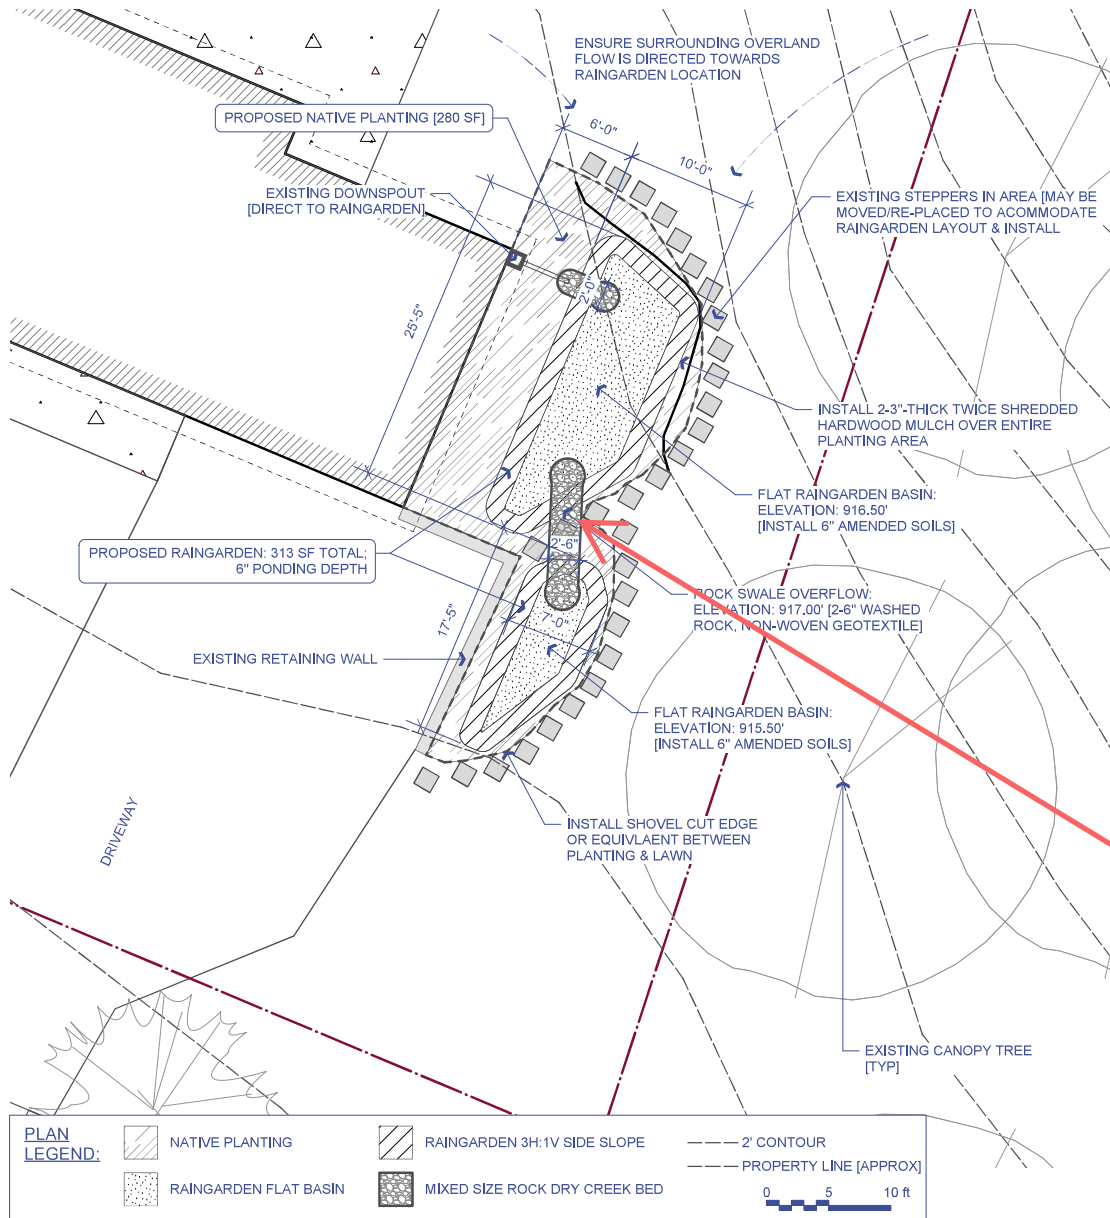 ENSURE SURROUNDING OVERLAND
FLOW IS DIRECTED TOWARDS
RAINGARDEN LOCATION
PROPOSED NATIVE PLANTING [280 SF]
6'-0"
10'-0"
EXISTING DOWNSPOUT
[DIRECT TO RAINGARDEN]
EXISTING STEPPERS IN AREA [MAY BE
MOVED/RE-PLACED TO ACOMMODATE
RAINGARDEN LAYOUT & INSTALL
2'-0"
25'-5"
INSTALL 2-3"-THICK TWICE SHREDDED
HARDWOOD MULCH OVER ENTIRE
PLANTING AREA
FLAT RAINGARDEN BASIN:
ELEVATION: 916.50'
[INSTALL 6" AMENDED SOILS]
PROPOSED RAINGARDEN: 313 SF TOTAL;
6" PONDING DEPTH
2'-6"
ROCK SWALE OVERFLOW:
ELEVATION: 917.00' [2-6" WASHED
ROCK, NON-WOVEN GEOTEXTILE]
17'-5"
7'-0"
EXISTING RETAINING WALL
FLAT RAINGARDEN BASIN:
ELEVATION: 915.50'
[INSTALL 6" AMENDED SOILS]
DRIVEWAY
INSTALL SHOVEL CUT EDGE
OR EQUIVLAENT BETWEEN
PLANTING & LAWN
EXISTING CANOPY TREE
[TYP]
PLAN
LEGEND:
NATIVE PLANTING
RAINGARDEN FLAT BASIN
RAINGARDEN 3H:1V SIDE SLOPE
MIXED SIZE ROCK DRY CREEK BED
2' CONTOUR
PROPERTY LINE [APPROX]
0 5 10 ft